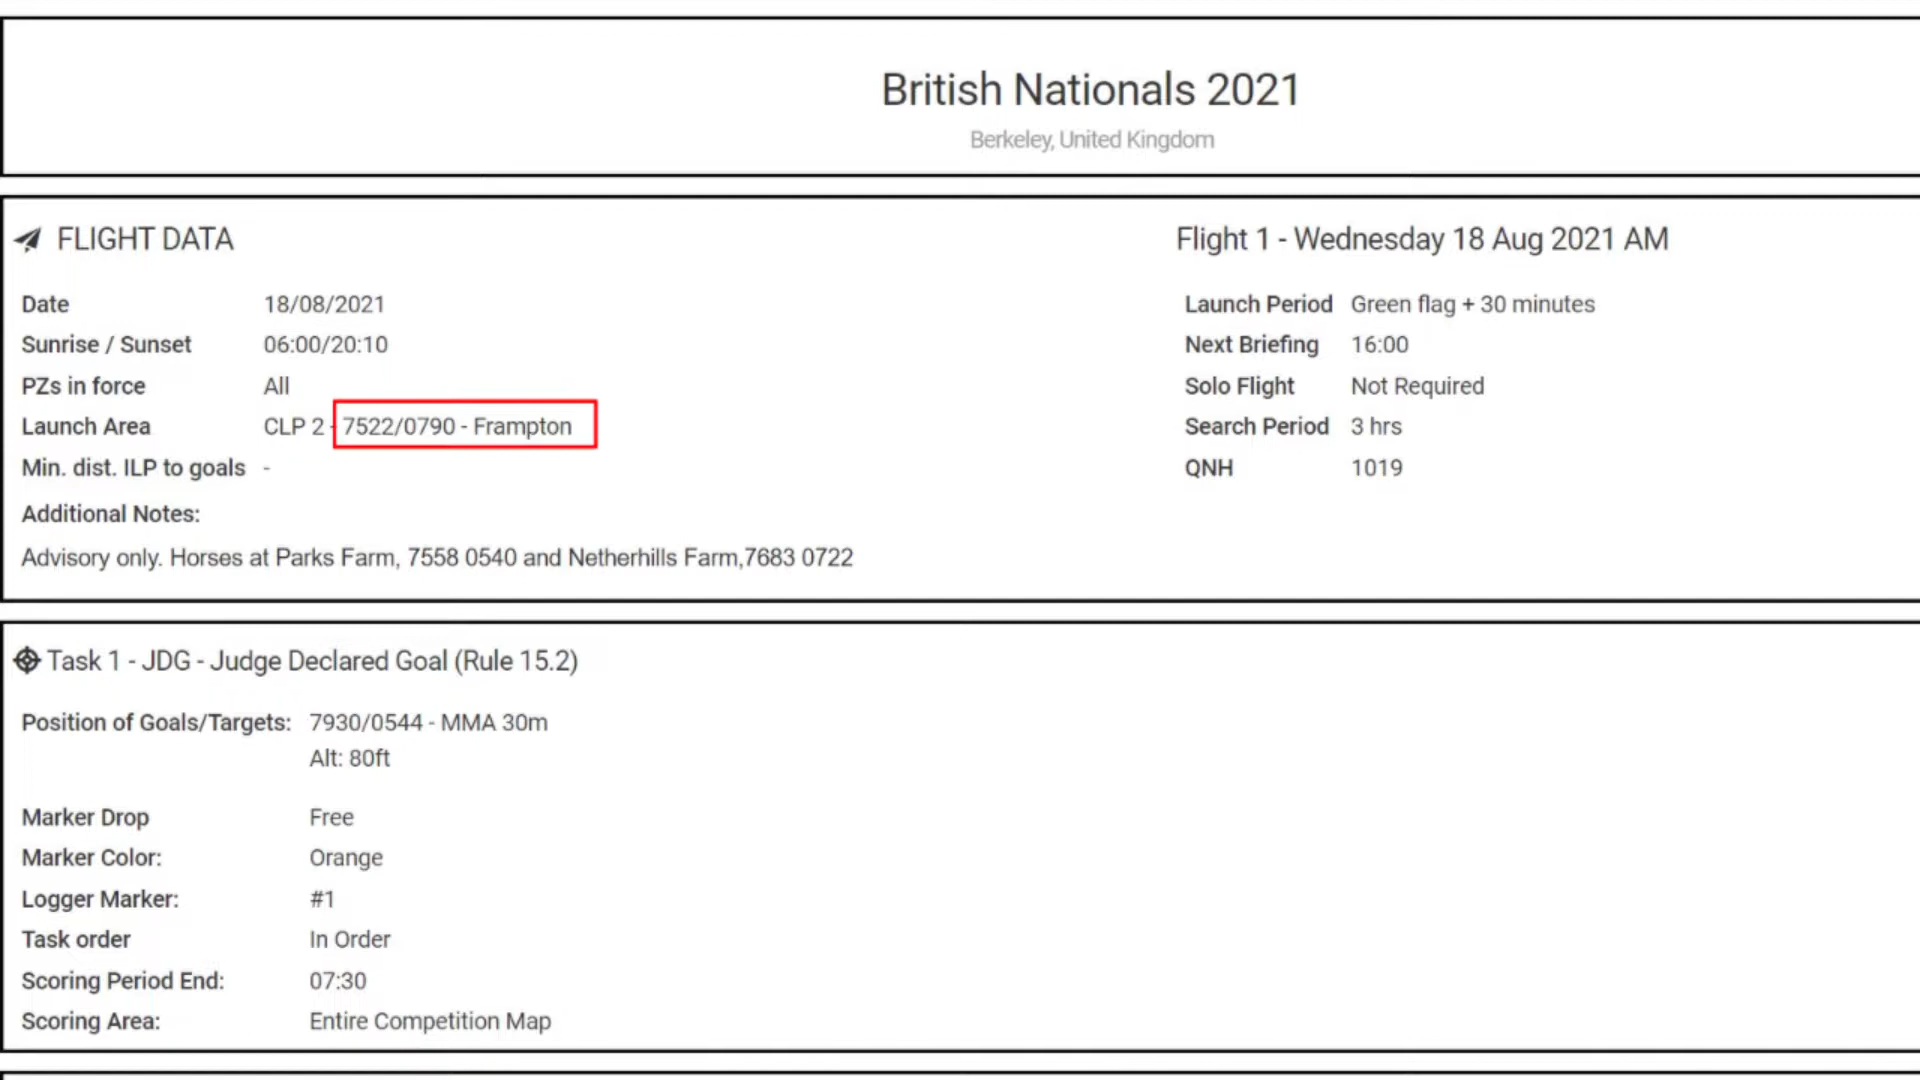 British Nationals 2021
Berkeley, United Kingdom
FLIGHT DATA
Flight 1 - Wednesday 18 Aug 2021 AM
Date 18/08/2021
Launch Period Green flag + 30 minutes
Sunrise / Sunset 06:00/20:10
Next Briefing 16:00
PZs in force All
Solo Flight Not Required
Launch Area CLP 2 - 7522/0790 - Frampton
Search Period 3 hrs
Min. dist. ILP to goals -
QNH 1019
Additional Notes:
Advisory only. Horses at Parks Farm, 7558 0540 and Netherhills Farm,7683 0722
Task 1 - JDG - Judge Declared Goal (Rule 15.2)
Position of Goals/Targets: 7930/0544 - MMA 30m
Alt: 80ft
Marker Drop Free
Marker Color: Orange
Logger Marker: #1
Task order In Order
Scoring Period End: 07:30
Scoring Area: Entire Competition Map